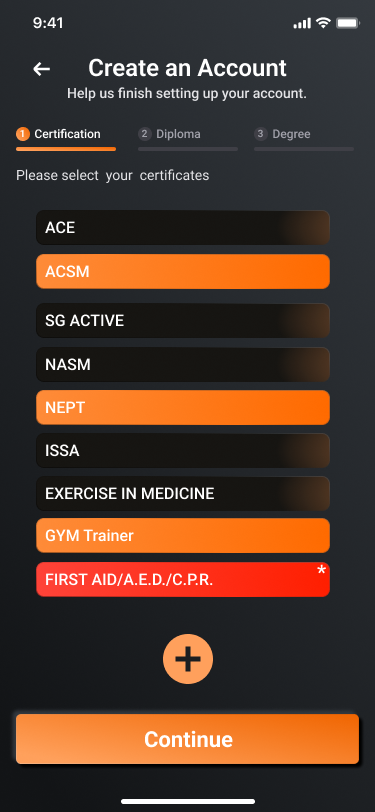 9:41
Create an Account
Help us finish setting up your account.
1 Certification
2 Diploma
3 Degree
Please select your certificates
ACE
ACSM
SG ACTIVE
NASM
NEPT
ISSA
EXERCISE IN MEDICINE
GYM Trainer
FIRST AID/A.E.D./C.P.R. *
Continue